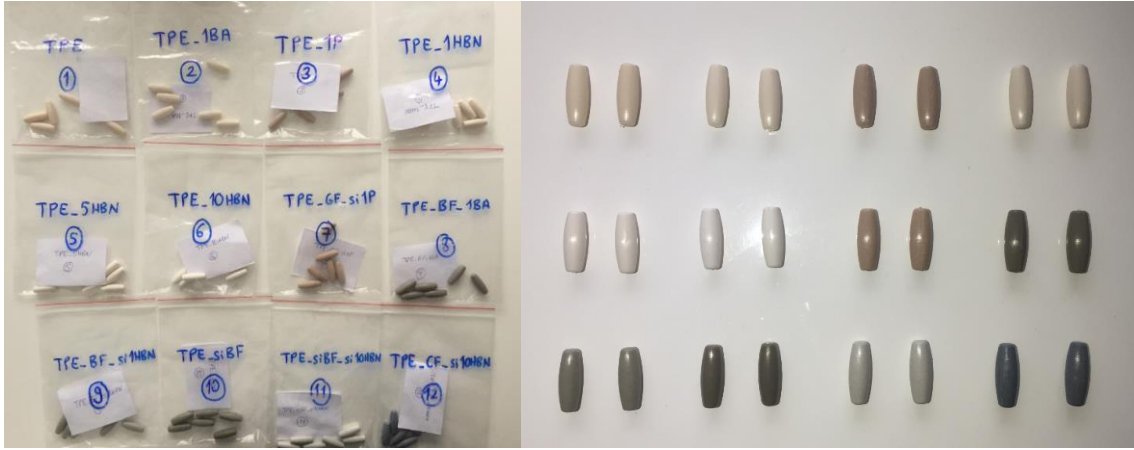 TPE
1
TPE_1BA
2
TPE_1P
3
TPE_1HBN
4
TPE_5HBN
5
TPE_10HBN
6
TPE_GF_si1P
7
TPE_BF_1BA
8
TPE_BF_si1HBN
9
TPE_siBF
10
TPE_siBF_si10HBN
11
TPE_CF_si10HBN
12